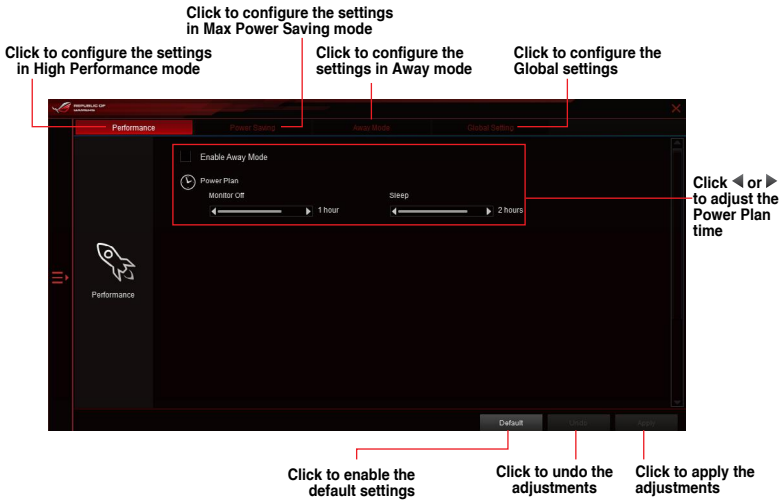 Click to configure the settings
in Max Power Saving mode
Click to configure the settings
in High Performance mode
Click to configure the
settings in Away mode
Click to configure the
Global settings
REPUBLIC OF
GAMERS
Performance
Power Saving
Away Mode
Global Setting
Enable Away Mode
Power Plan
Monitor Off
Sleep
1 hour
2 hours
Click ◀ or ▶
to adjust the
Power Plan
time
Performance
Default
Undo
Apply
Click to enable the
default settings
Click to undo the
adjustments
Click to apply the
adjustments